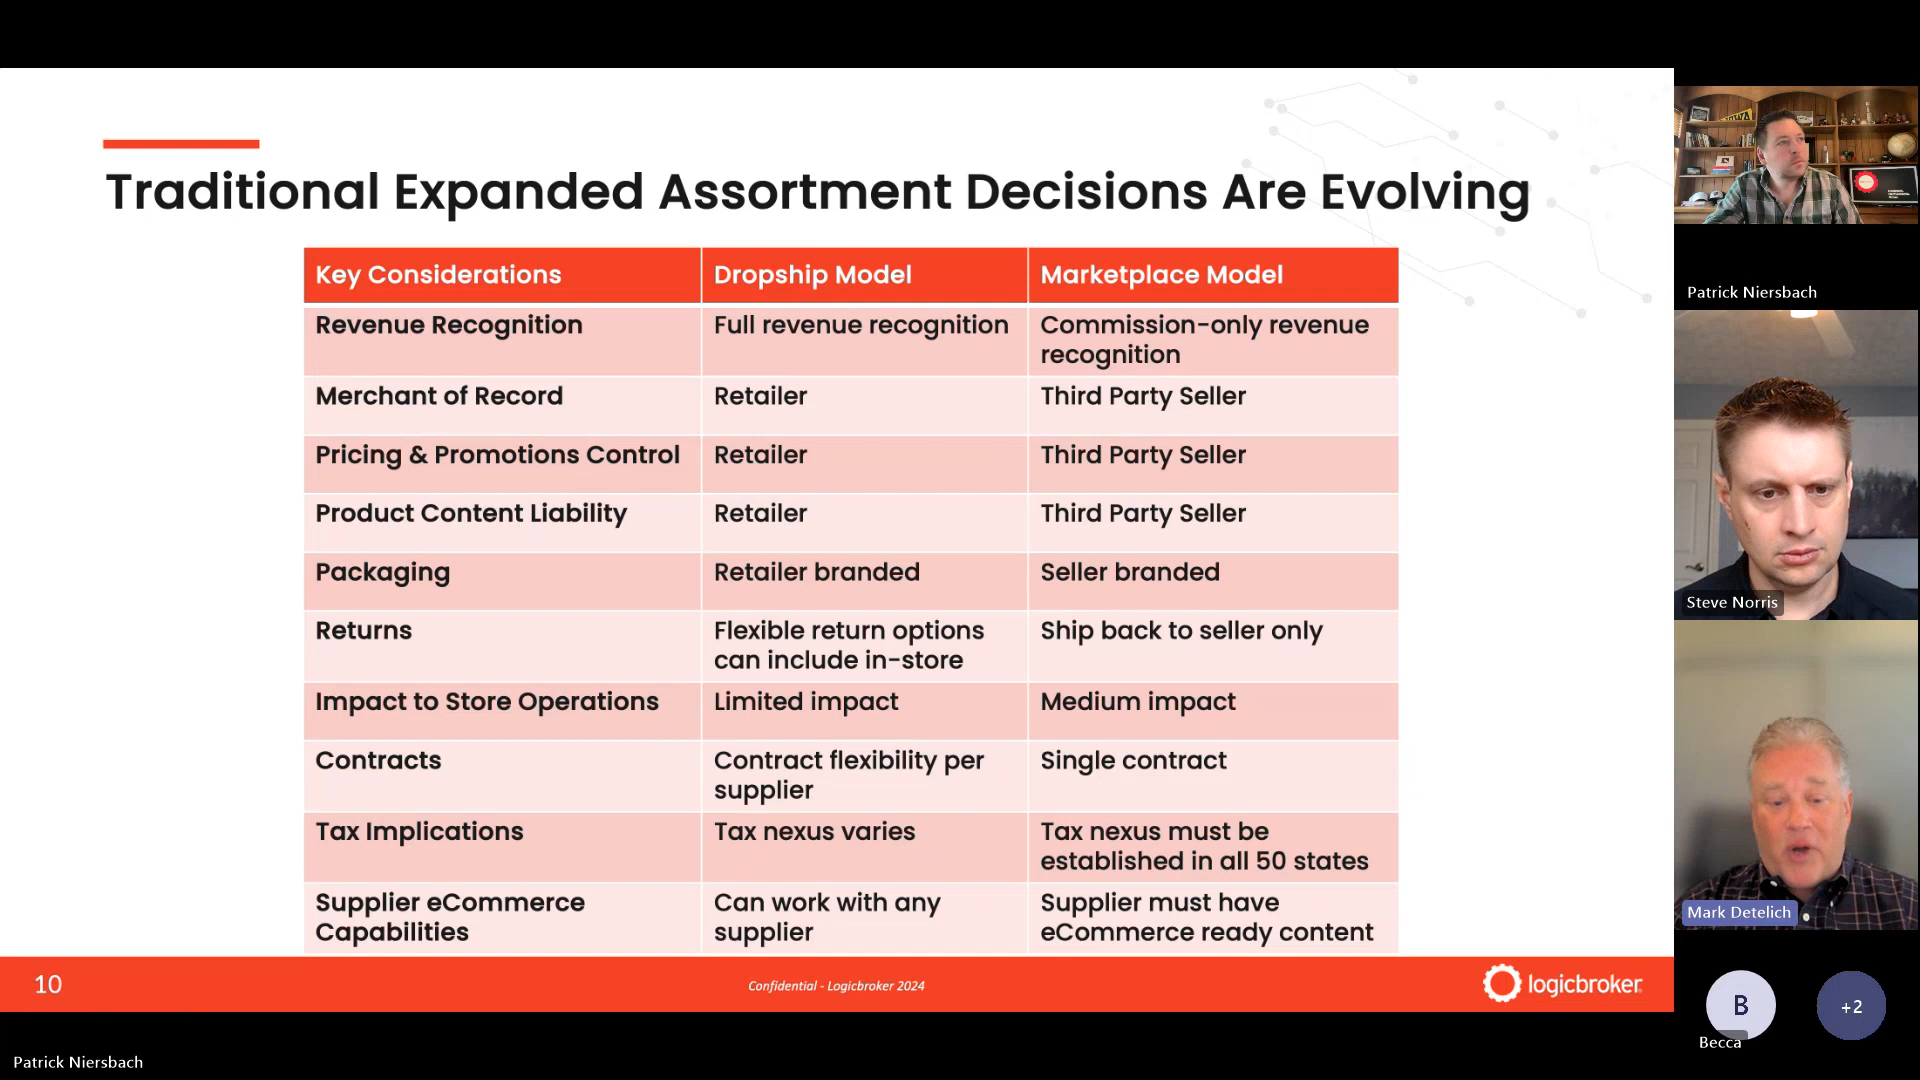 Traditional Expanded Assortment Decisions Are Evolving
Key Considerations
Dropship Model
Marketplace Model
Revenue Recognition
Full revenue recognition
Commission-only revenue
recognition
Merchant of Record
Retailer
Third Party Seller
Pricing & Promotions Control
Retailer
Third Party Seller
Product Content Liability
Retailer
Third Party Seller
Packaging
Retailer branded
Seller branded
Returns
Flexible return options
can include in-store
Ship back to seller only
Impact to Store Operations
Limited impact
Medium impact
Contracts
Contract flexibility per
supplier
Single contract
Tax Implications
Tax nexus varies
Tax nexus must be
established in all 50 states
Supplier eCommerce
Capabilities
Can work with any
supplier
Supplier must have
eCommerce ready content
10
Confidential - Logicbroker 2024
logicbroker
Patrick Niersbach
Patrick Niersbach
Steve Norris
Mark Detelich
B
Becca
+2